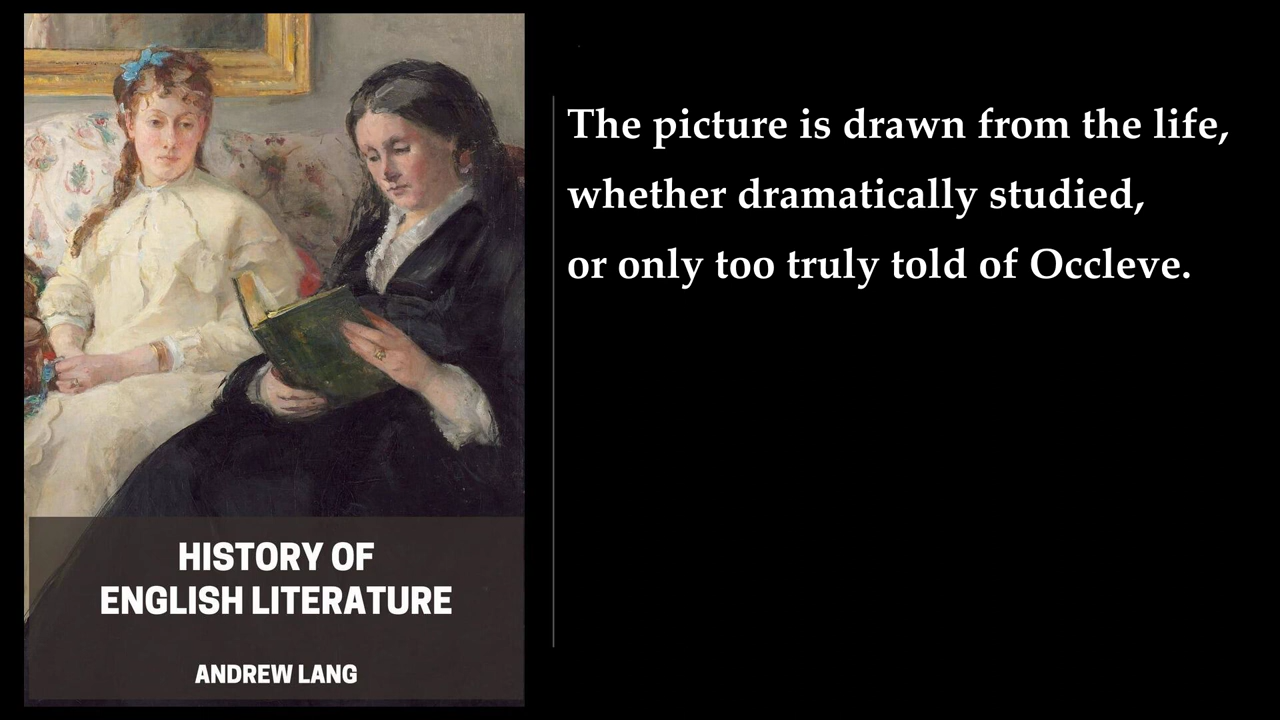 The picture is drawn from the life,
whether dramatically studied,
or only too truly told of Occleve.
HISTORY OF
ENGLISH LITERATURE
ANDREW LANG